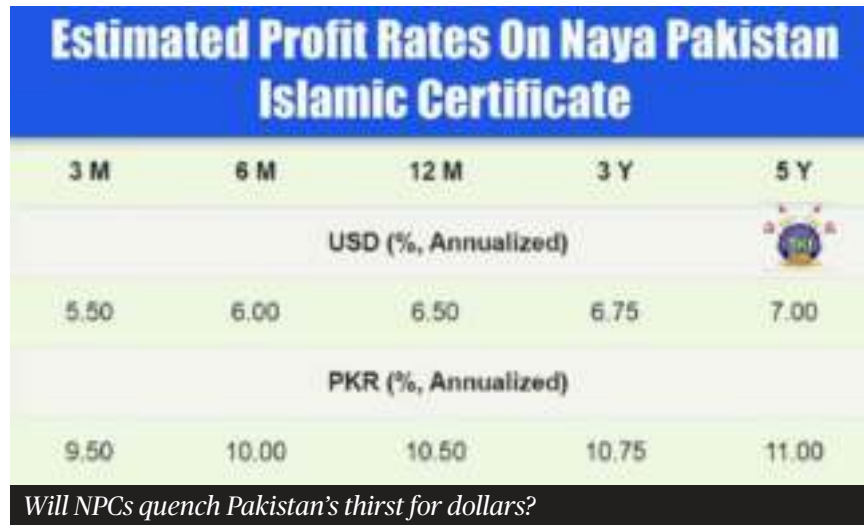 Estimated Profit Rates On Naya Pakistan
Islamic Certificate
3 M 6 M 12 M 3 Y 5 Y
USD (%, Annualized)
5.50 6.00 6.50 6.75 7.00
PKR (%, Annualized)
9.50 10.00 10.50 10.75 11.00
Will NPCs quench Pakistan's thirst for dollars?